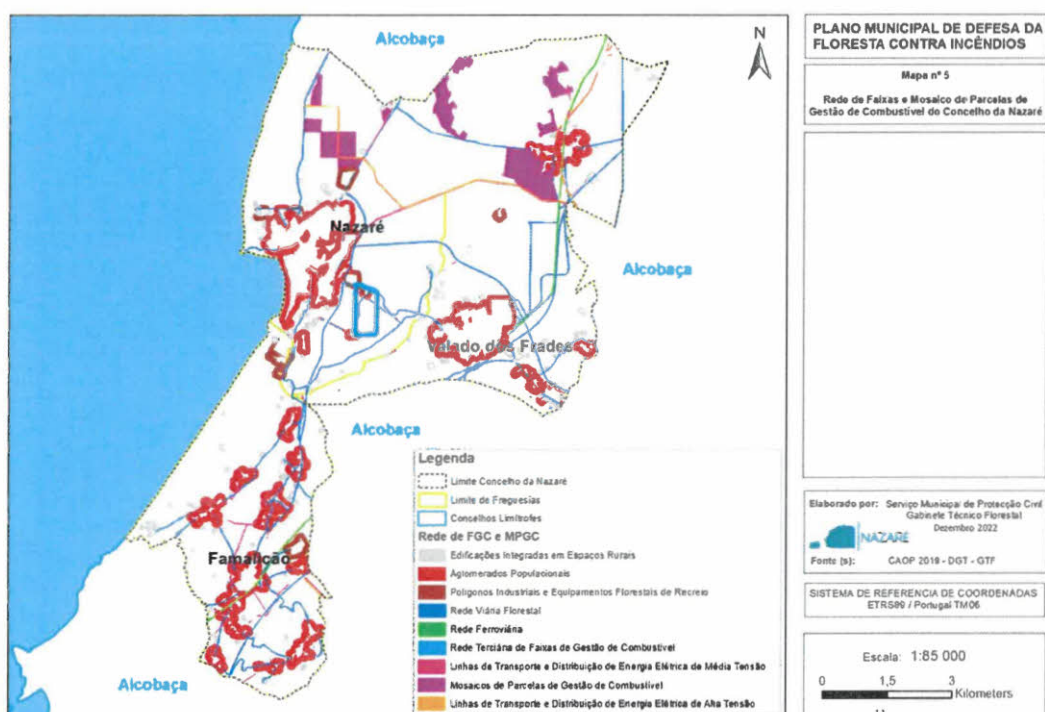 Alcobaça
N
Nazaré
Alcobaça
Valado dos Frades
Alcobaça
Famalicão
Alcobaça
Legenda
Limite Concelho da Nazaré
Limite de Freguesias
Concelhos Limítrofes
Rede de FGC e MPGC
Edificações Integradas em Espaços Rurais
Aglomerados Populacionais
Polígonos Industriais e Equipamentos Florestais de Recreio
Rede Viária Florestal
Rede Ferroviária
Rede Terciária de Faixas de Gestão de Combustível
Linhas de Transporte e Distribuição de Energia Elétrica de Média Tensão
Mosaicos de Parcelas de Gestão de Combustível
Linhas de Transporte e Distribuição de Energia Elétrica de Alta Tensão
PLANO MUNICIPAL DE DEFESA DA
FLORESTA CONTRA INCÊNDIOS
Mapa nº 5
Rede de Faixas e Mosaico de Parcelas de
Gestão de Combustível do Concelho da Nazaré
Elaborado por: Serviço Municipal de Protecção Civil
Gabinete Técnico Florestal
Dezembro 2022
NAZARÉ
Fonte (s): CAOP 2019 - DGT - GTF
SISTEMA DE REFERENCIA DE COORDENADAS
ETRS89 / Portugal TM06
Escala: 1:85 000
0 1,5 3
Kilometers